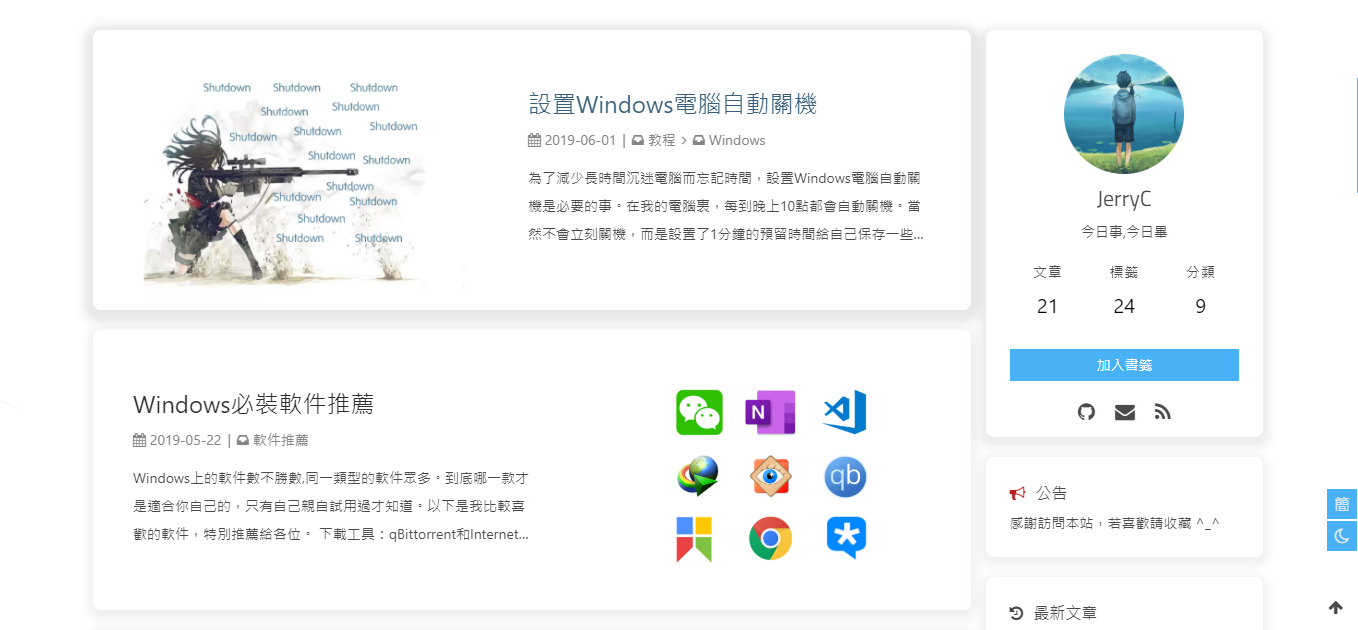 Shutdown Shutdown Shutdown
Shutdown Shutdown
Shutdown Shutdown Shutdown
Shutdown Shutdown
Shutdown
Shutdown Shutdown
Shutdown
Shutdown Shutdown
設置Windows電腦自動關機
2019-06-01 | 教程 > Windows
為了減少長時間沉迷電腦而忘記時間，設置Windows電腦自動關
機是必要的事。在我的電腦裏，每到晚上10點都會自動關機。當
然不會立刻關機，而是設置了1分鐘的預留時間給自己保存一些...
Windows必裝軟件推薦
2019-05-22 | 軟件推薦
Windows上的軟件數不勝數,同一類型的軟件眾多。到底哪一款才
是適合你自己的，只有自己親自試用過才知道。以下是我比較喜
歡的軟件，特別推薦給各位。 下載工具：qBittorrent和Internet...
N
qb
JerryC
今日事,今日畢
文章 標籤 分類
21 24 9
加入書籤
公告
感謝訪問本站，若喜歡請收藏 ^_^
最新文章
簡